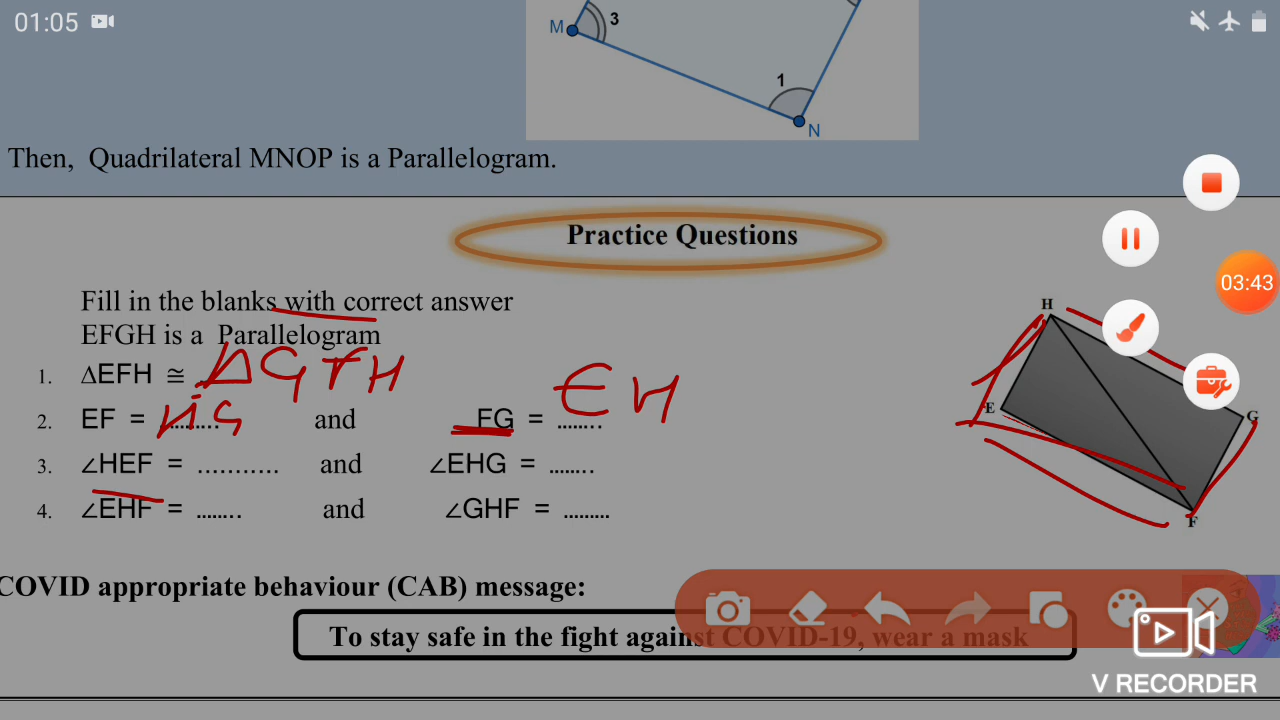 01:05
M 3
1
N
Then, Quadrilateral MNOP is a Parallelogram.
Practice Questions
Fill in the blanks with correct answer
EFGH is a Parallelogram
1. ΔEFH ≅ ΔGFH
2. EF = HG and FG = EH
3. ∠HEF = ........... and ∠EHG = ........
4. ∠EHF = ........ and ∠GHF = .........
H
E
G
F
03:43
COVID appropriate behaviour (CAB) message:
To stay safe in the fight against COVID-19, wear a mask
V RECORDER